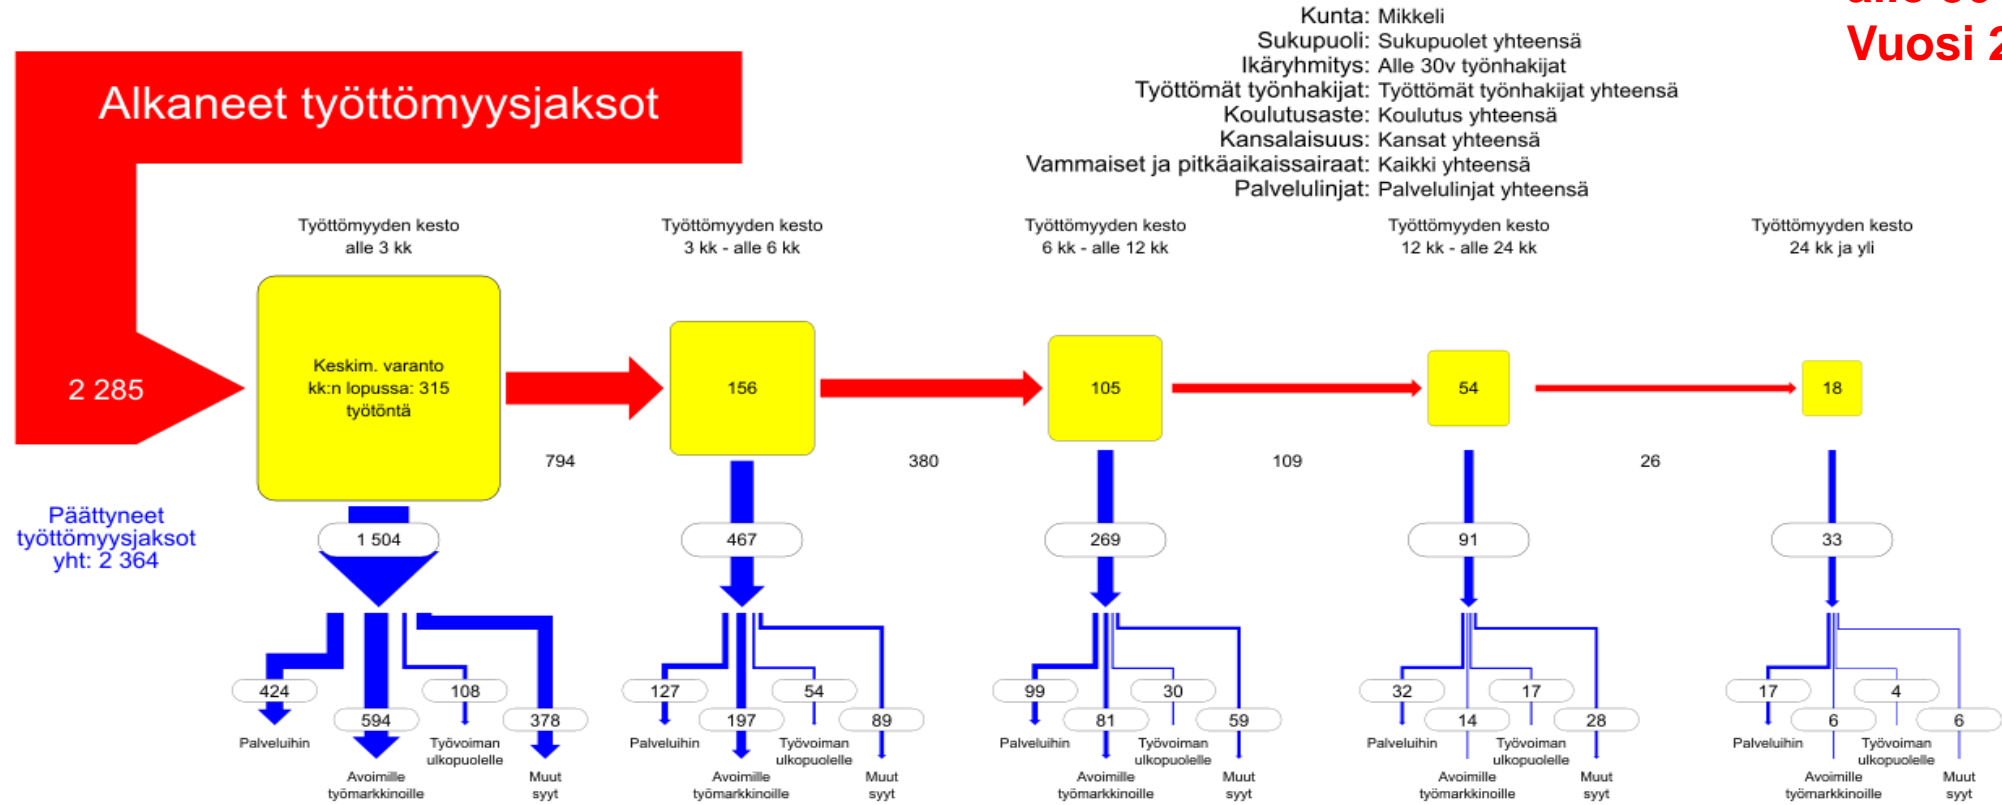 Vuosi 2
Kunta: Mikkeli
Sukupuoli: Sukupuolet yhteensä
Ikäryhmitys: Alle 30v työnhakijat
Työttömät työnhakijat: Työttömät työnhakijat yhteensä
Koulutusaste: Koulutus yhteensä
Kansalaisuus: Kansat yhteensä
Vammaiset ja pitkäaikaissairaat: Kaikki yhteensä
Palvelulinjat: Palvelulinjat yhteensä
Alkaneet työttömyysjaksot
Työttömyyden kesto
alle 3 kk
Työttömyyden kesto
3 kk - alle 6 kk
Työttömyyden kesto
6 kk - alle 12 kk
Työttömyyden kesto
12 kk - alle 24 kk
Työttömyyden kesto
24 kk ja yli
2 285
Keskim. varanto
kk:n lopussa: 315
työtöntä
156
105
54
18
794
380
109
26
Päättyneet
työttömyysjaksot
yht: 2 364
1 504
467
269
91
33
424
594
108
378
Palveluihin
Avoimille
työmarkkinoille
Työvoiman
ulkopuolelle
Muut
syyt
127
197
54
89
Palveluihin
Avoimille
työmarkkinoille
Työvoiman
ulkopuolelle
Muut
syyt
99
81
30
59
Palveluihin
Avoimille
työmarkkinoille
Työvoiman
ulkopuolelle
Muut
syyt
32
14
17
28
Palveluihin
Avoimille
työmarkkinoille
Työvoiman
ulkopuolelle
Muut
syyt
17
6
4
6
Palveluihin
Avoimille
työmarkkinoille
Työvoiman
ulkopuolelle
Muut
syyt